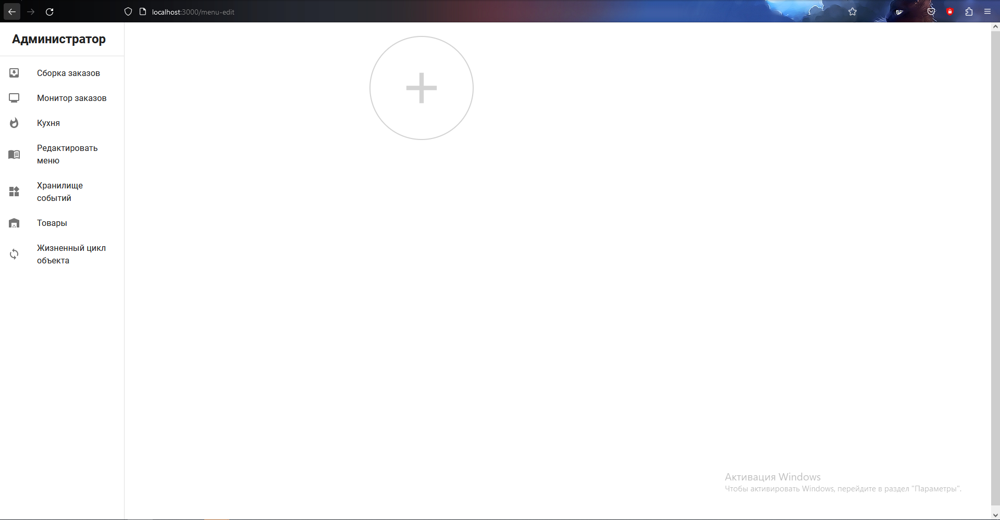 localhost:3000/menu-edit
Администратор
Сборка заказов
Монитор заказов
Кухня
Редактировать
меню
Хранилище
событий
Товары
Жизненный цикл
объекта
Активация Windows
Чтобы активировать Windows, перейдите в раздел "Параметры".